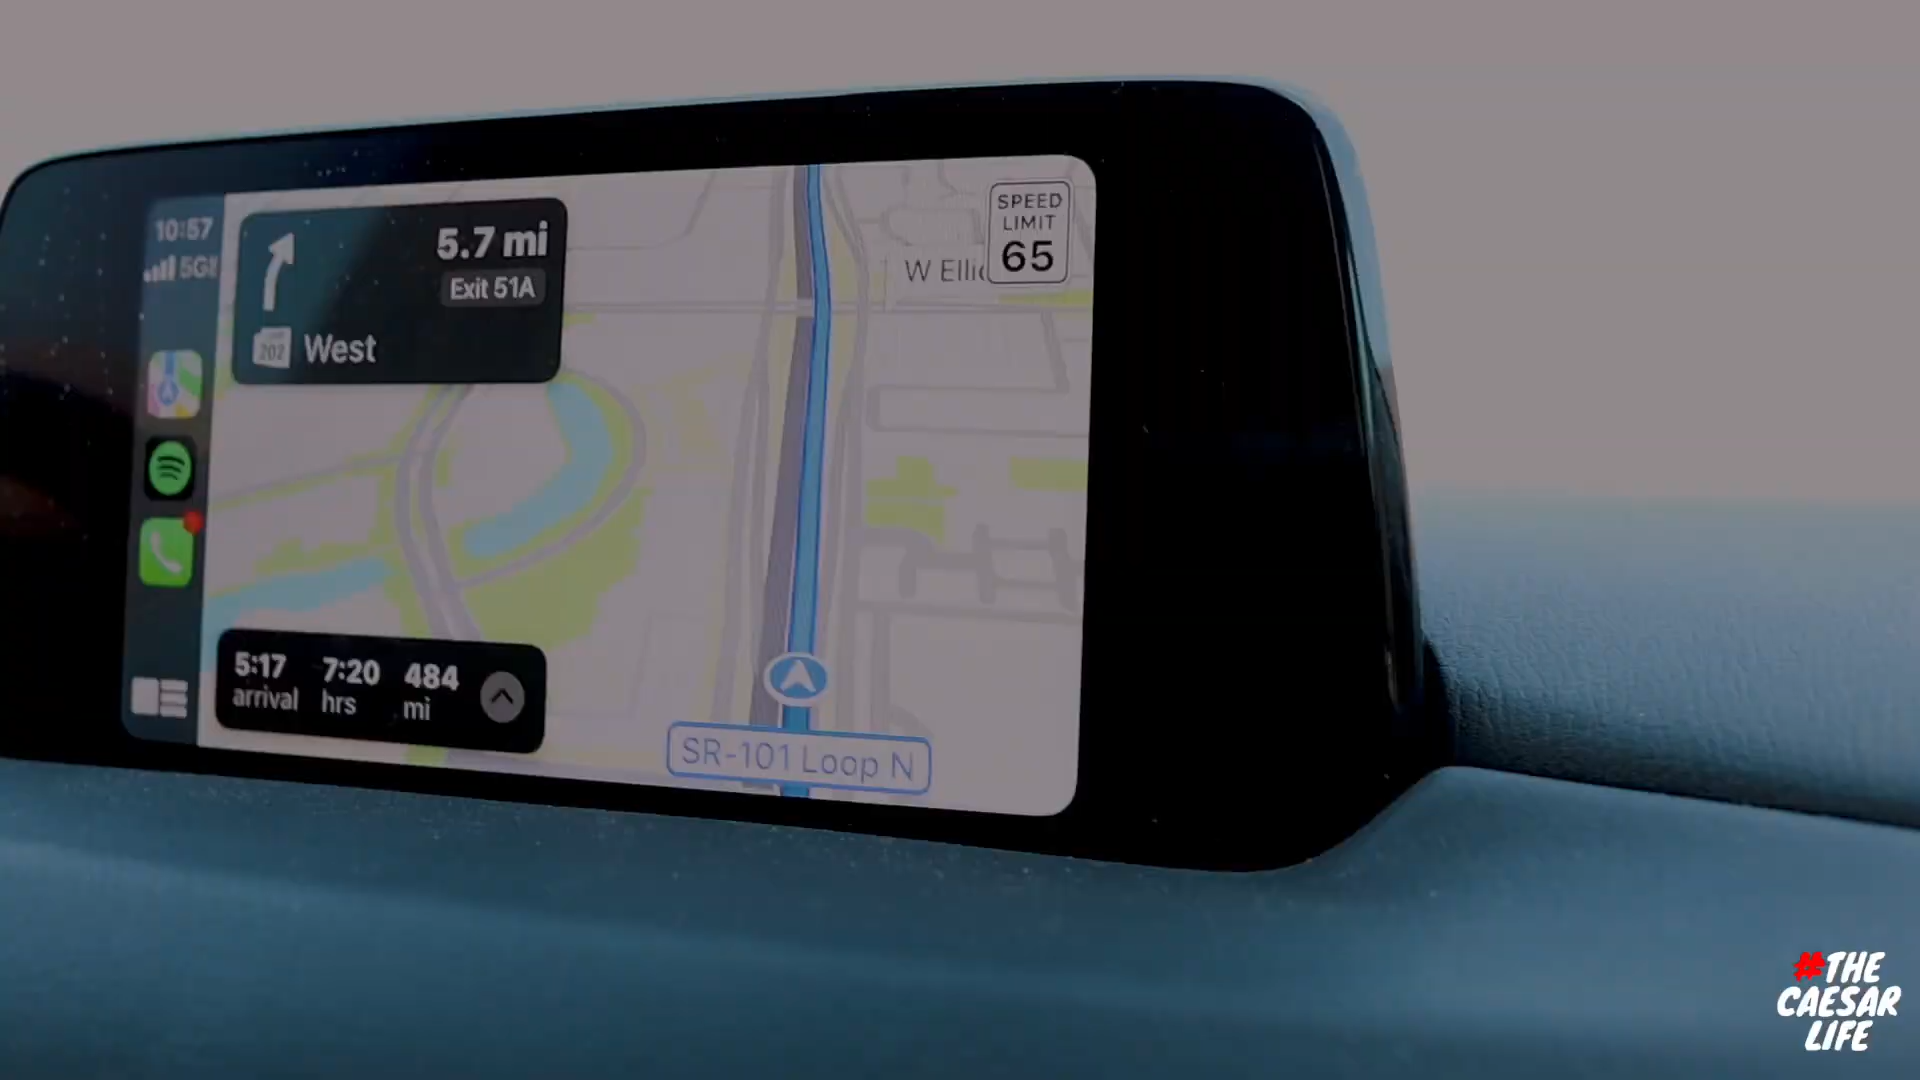 10:57
5G
5.7 mi
Exit 51A
202 West
SPEED
LIMIT
65
W Elli
5:17 7:20 484
arrival hrs mi
SR-101 Loop N
#THE
CAESAR
LIFE